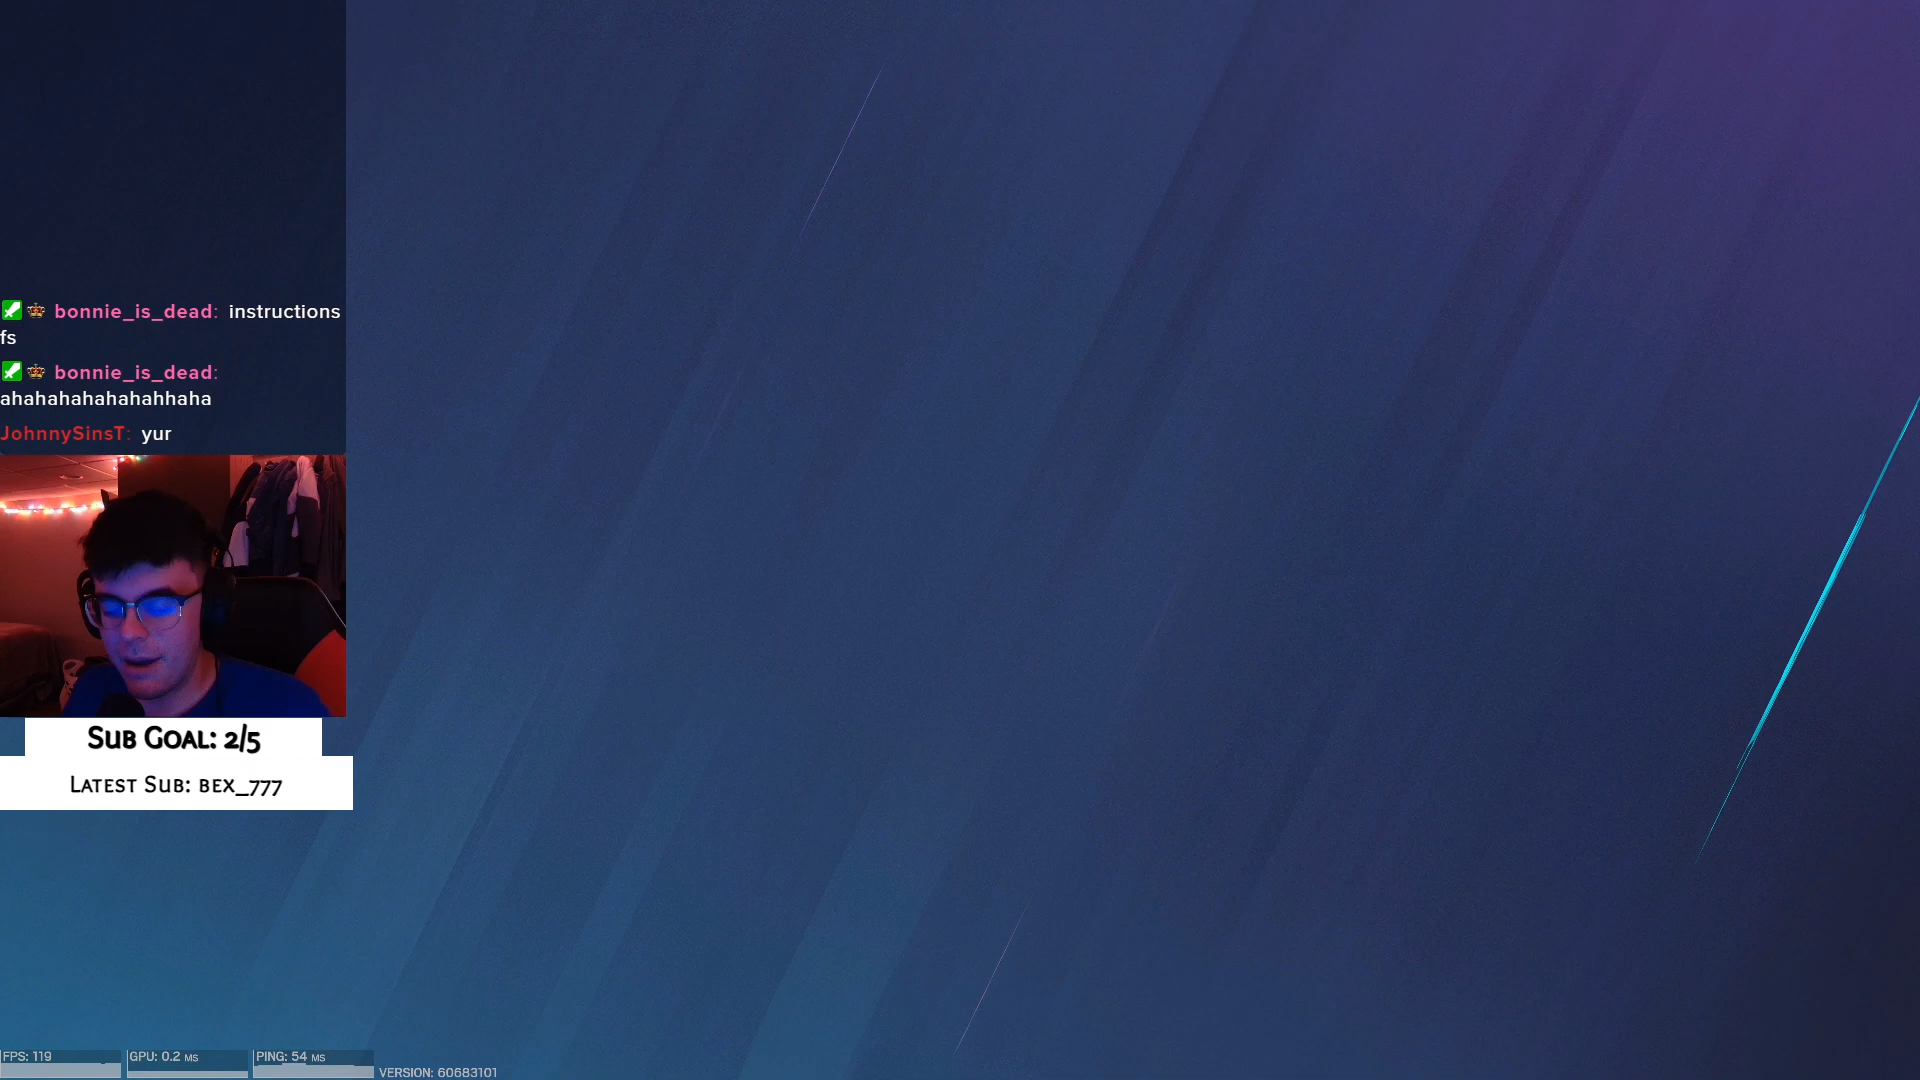 bonnie_is_dead: instructions
fs
bonnie_is_dead:
ahahahahahahahhaha
JohnnySinsT: yur
Sub Goal: 2/5
Latest Sub: bex_777
FPS: 119 GPU: 0.2 MS PING: 54 MS VERSION: 60683101